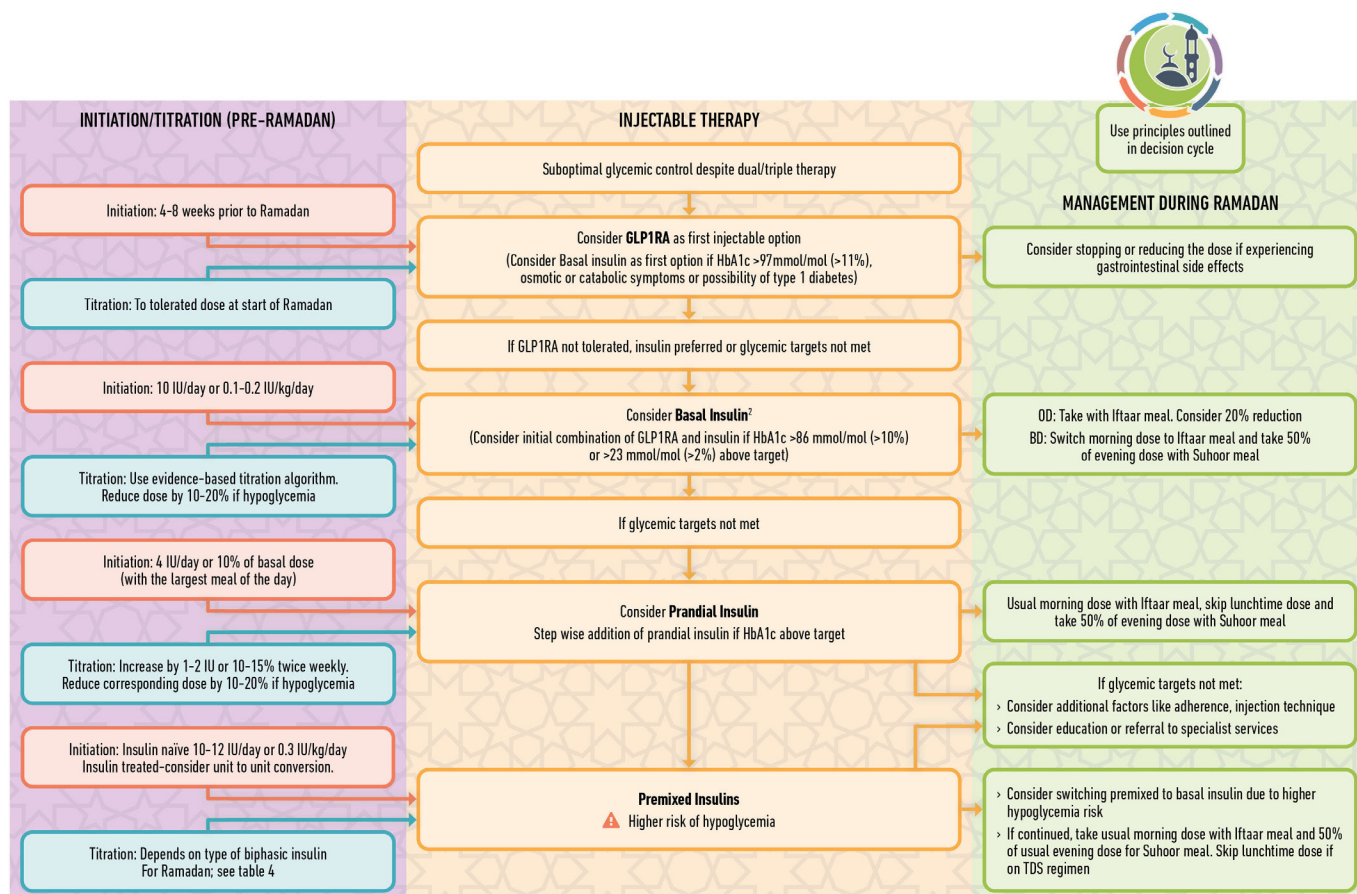 INITIATION/TITRATION (PRE-RAMADAN)
Initiation: 4-8 weeks prior to Ramadan
Titration: To tolerated dose at start of Ramadan
Initiation: 10 IU/day or 0.1-0.2 IU/kg/day
Titration: Use evidence-based titration algorithm.
Reduce dose by 10-20% if hypoglycemia
Initiation: 4 IU/day or 10% of basal dose
(with the largest meal of the day)
Titration: Increase by 1-2 IU or 10-15% twice weekly.
Reduce corresponding dose by 10-20% if hypoglycemia
Initiation: Insulin naïve 10-12 IU/day or 0.3 IU/kg/day
Insulin treated-consider unit to unit conversion.
Titration: Depends on type of biphasic insulin
For Ramadan; see table 4
INJECTABLE THERAPY
Suboptimal glycemic control despite dual/triple therapy
Consider GLP1RA as first injectable option
(Consider Basal insulin as first option if HbA1c >97mmol/mol (>11%),
osmotic or catabolic symptoms or possibility of type 1 diabetes)
If GLP1RA not tolerated, insulin preferred or glycemic targets not met
Consider Basal Insulin²
(Consider initial combination of GLP1RA and insulin if HbA1c >86 mmol/mol (>10%)
or >23 mmol/mol (>2%) above target)
If glycemic targets not met
Consider Prandial Insulin
Step wise addition of prandial insulin if HbA1c above target
Premixed Insulins
Higher risk of hypoglycemia
Use principles outlined
in decision cycle
MANAGEMENT DURING RAMADAN
Consider stopping or reducing the dose if experiencing
gastrointestinal side effects
OD: Take with Iftaar meal. Consider 20% reduction
BD: Switch morning dose to Iftaar meal and take 50%
of evening dose with Suhoor meal
Usual morning dose with Iftaar meal, skip lunchtime dose and
take 50% of evening dose with Suhoor meal
If glycemic targets not met:
› Consider additional factors like adherence, injection technique
› Consider education or referral to specialist services
› Consider switching premixed to basal insulin due to higher
hypoglycemia risk
› If continued, take usual morning dose with Iftaar meal and 50%
of usual evening dose for Suhoor meal. Skip lunchtime dose if
on TDS regimen